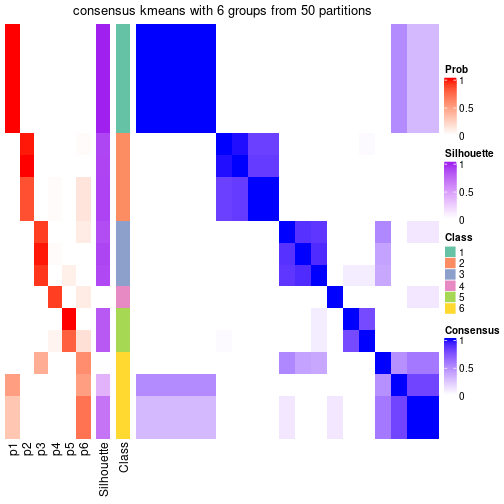 consensus kmeans with 6 groups from 50 partitions
Prob
1
0.5
0
Silhouette
1
0.5
0
Class
1
2
3
4
5
6
Consensus
1
0.5
0
p1
p2
p3
p4
p5
p6
Silhouette
Class